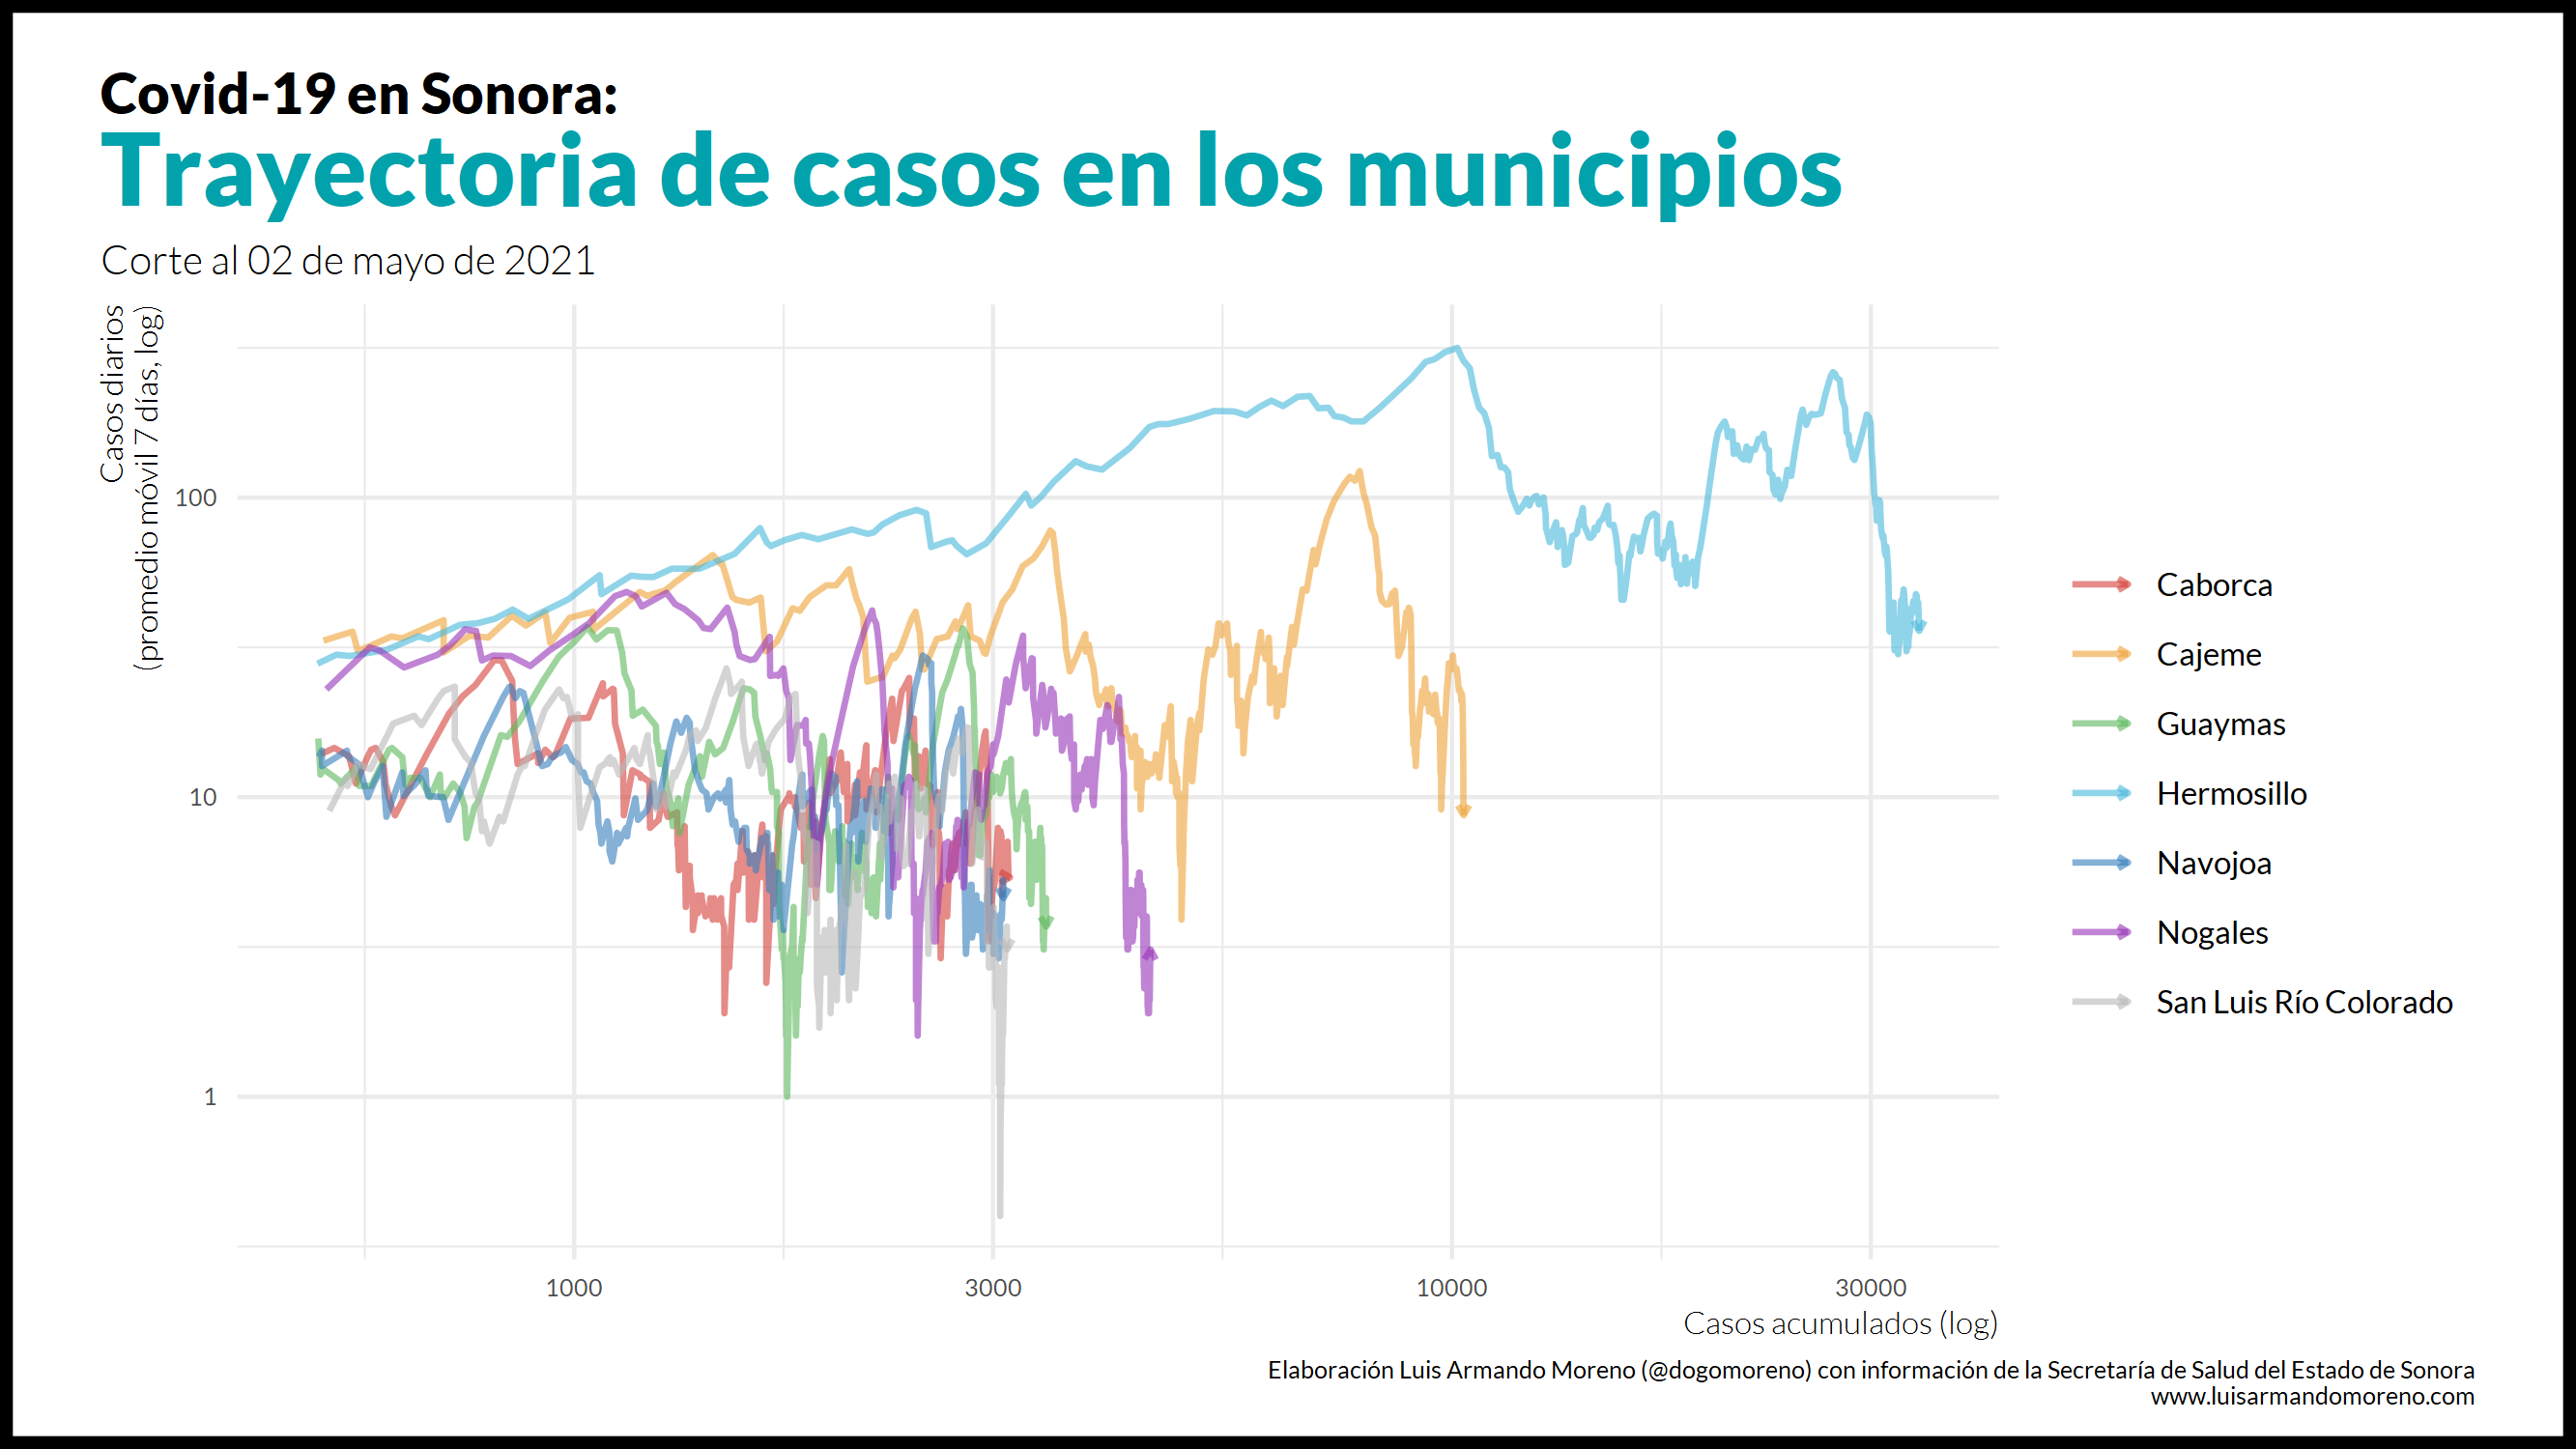 Covid-19 en Sonora:
Trayectoria de casos en los municipios
Corte al 02 de mayo de 2021
Casos diarios
(promedio móvil 7 días, log)
100
10
1
1000
3000
10000
30000
Casos acumulados (log)
Caborca
Cajeme
Guaymas
Hermosillo
Navojoa
Nogales
San Luis Río Colorado
Elaboración Luis Armando Moreno (@dogomoreno) con información de la Secretaría de Salud del Estado de Sonora
www.luisarmandomoreno.com